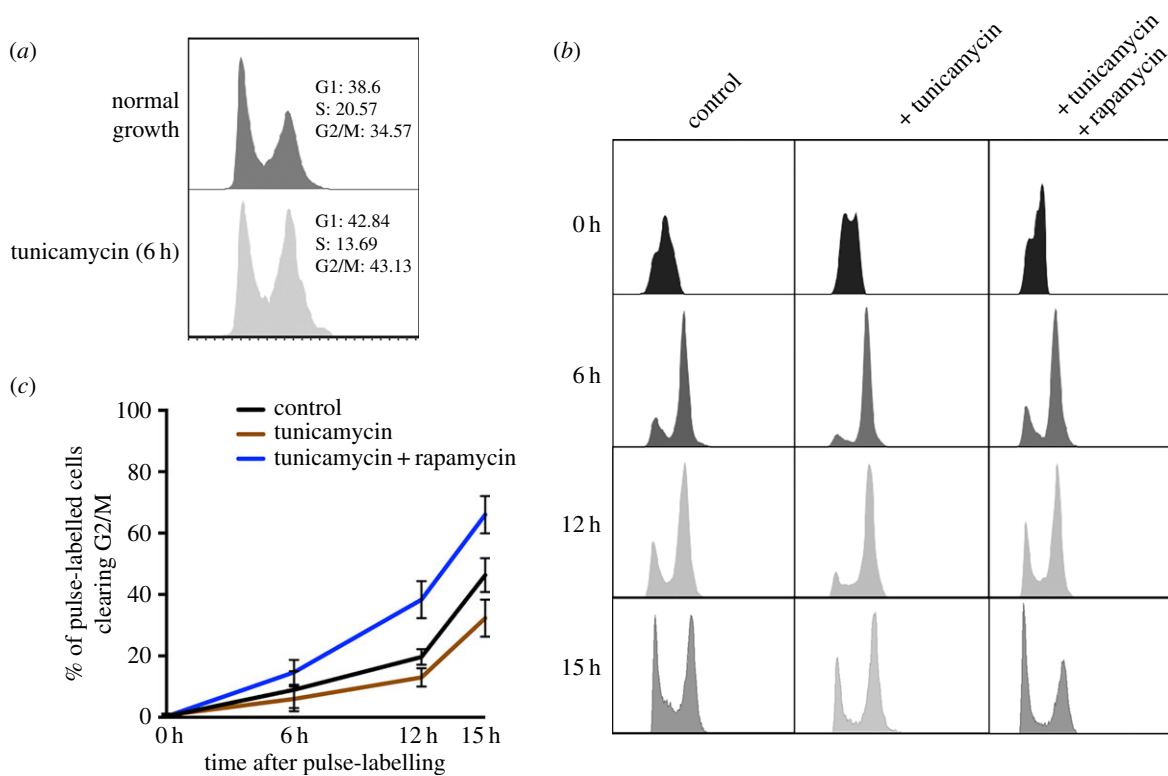 (a)
normal
growth
G1: 38.6
S: 20.57
G2/M: 34.57
tunicamycin (6 h)
G1: 42.84
S: 13.69
G2/M: 43.13
(b)
control
+ tunicamycin
+ tunicamycin
+ rapamycin
0 h
6 h
12 h
15 h
(c)
% of pulse-labelled cells
clearing G2/M
100
80
60
40
20
0
control
tunicamycin
tunicamycin + rapamycin
0 h 6 h 12 h 15 h
time after pulse-labelling